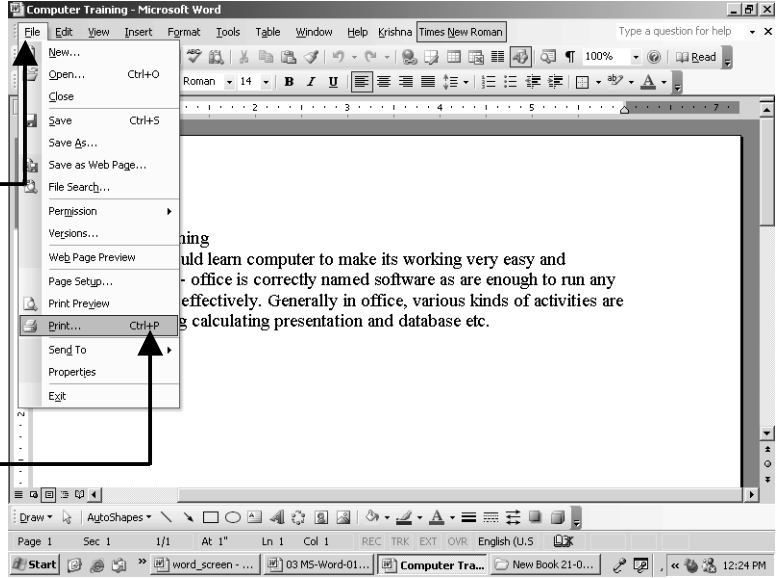 Computer Training - Microsoft Word
File Edit View Insert Format Tools Table Window Help Krishna Times New Roman Type a question for help
100% Read
Roman 14 B I U
2 3 4 5 7
New...
Open... Ctrl+O
Close
Save Ctrl+S
Save As...
Save as Web Page...
File Search...
Permission
Versions...
Web Page Preview
Page Setup...
Print Preview
Print... Ctrl+P
Send To
Properties
Exit
ning
uld learn computer to make its working very easy and
- office is correctly named software as are enough to run any
effectively. Generally in office, various kinds of activities are
g calculating presentation and database etc.
2
Draw AutoShapes
Page 1 Sec 1 1/1 At 1" Ln 1 Col 1 REC TRK EXT OVR English (U.S
Start word_screen - ... 03 MS-Word-01... Computer Tra... New Book 21-0... 12:24 PM